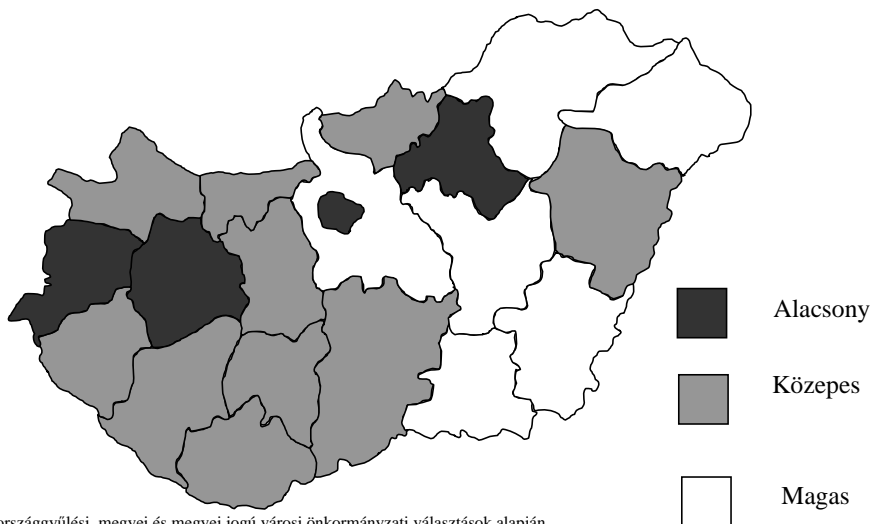 Alacsony
Közepes
Magas
országgyűlési, megyei és megyei jogú városi önkormányzati választások alapján